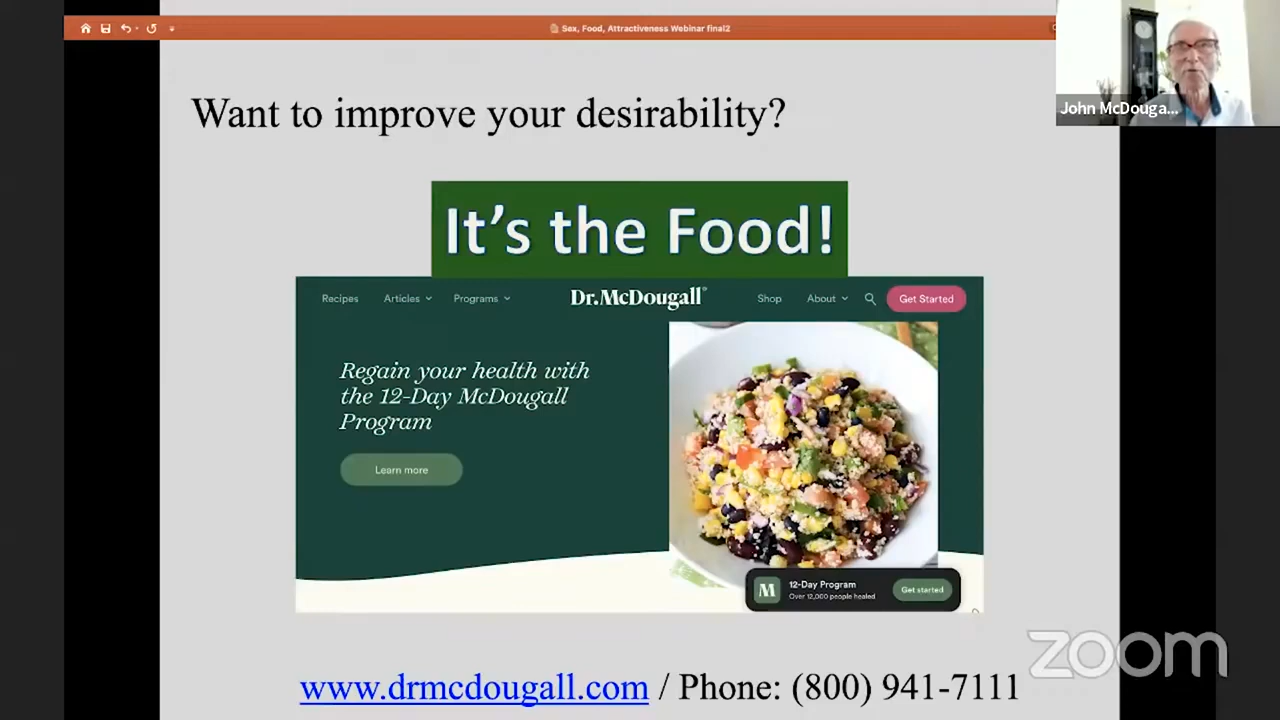 Sex, Food, Attractiveness Webinar final2
John McDouga...
Want to improve your desirability?
It's the Food!
Recipes Articles Programs Dr.McDougall® Shop About Get Started
Regain your health with
the 12-Day McDougall
Program
Learn more
M 12-Day Program Get started
Over 12,000 people healed
zoom
www.drmcdougall.com / Phone: (800) 941-7111